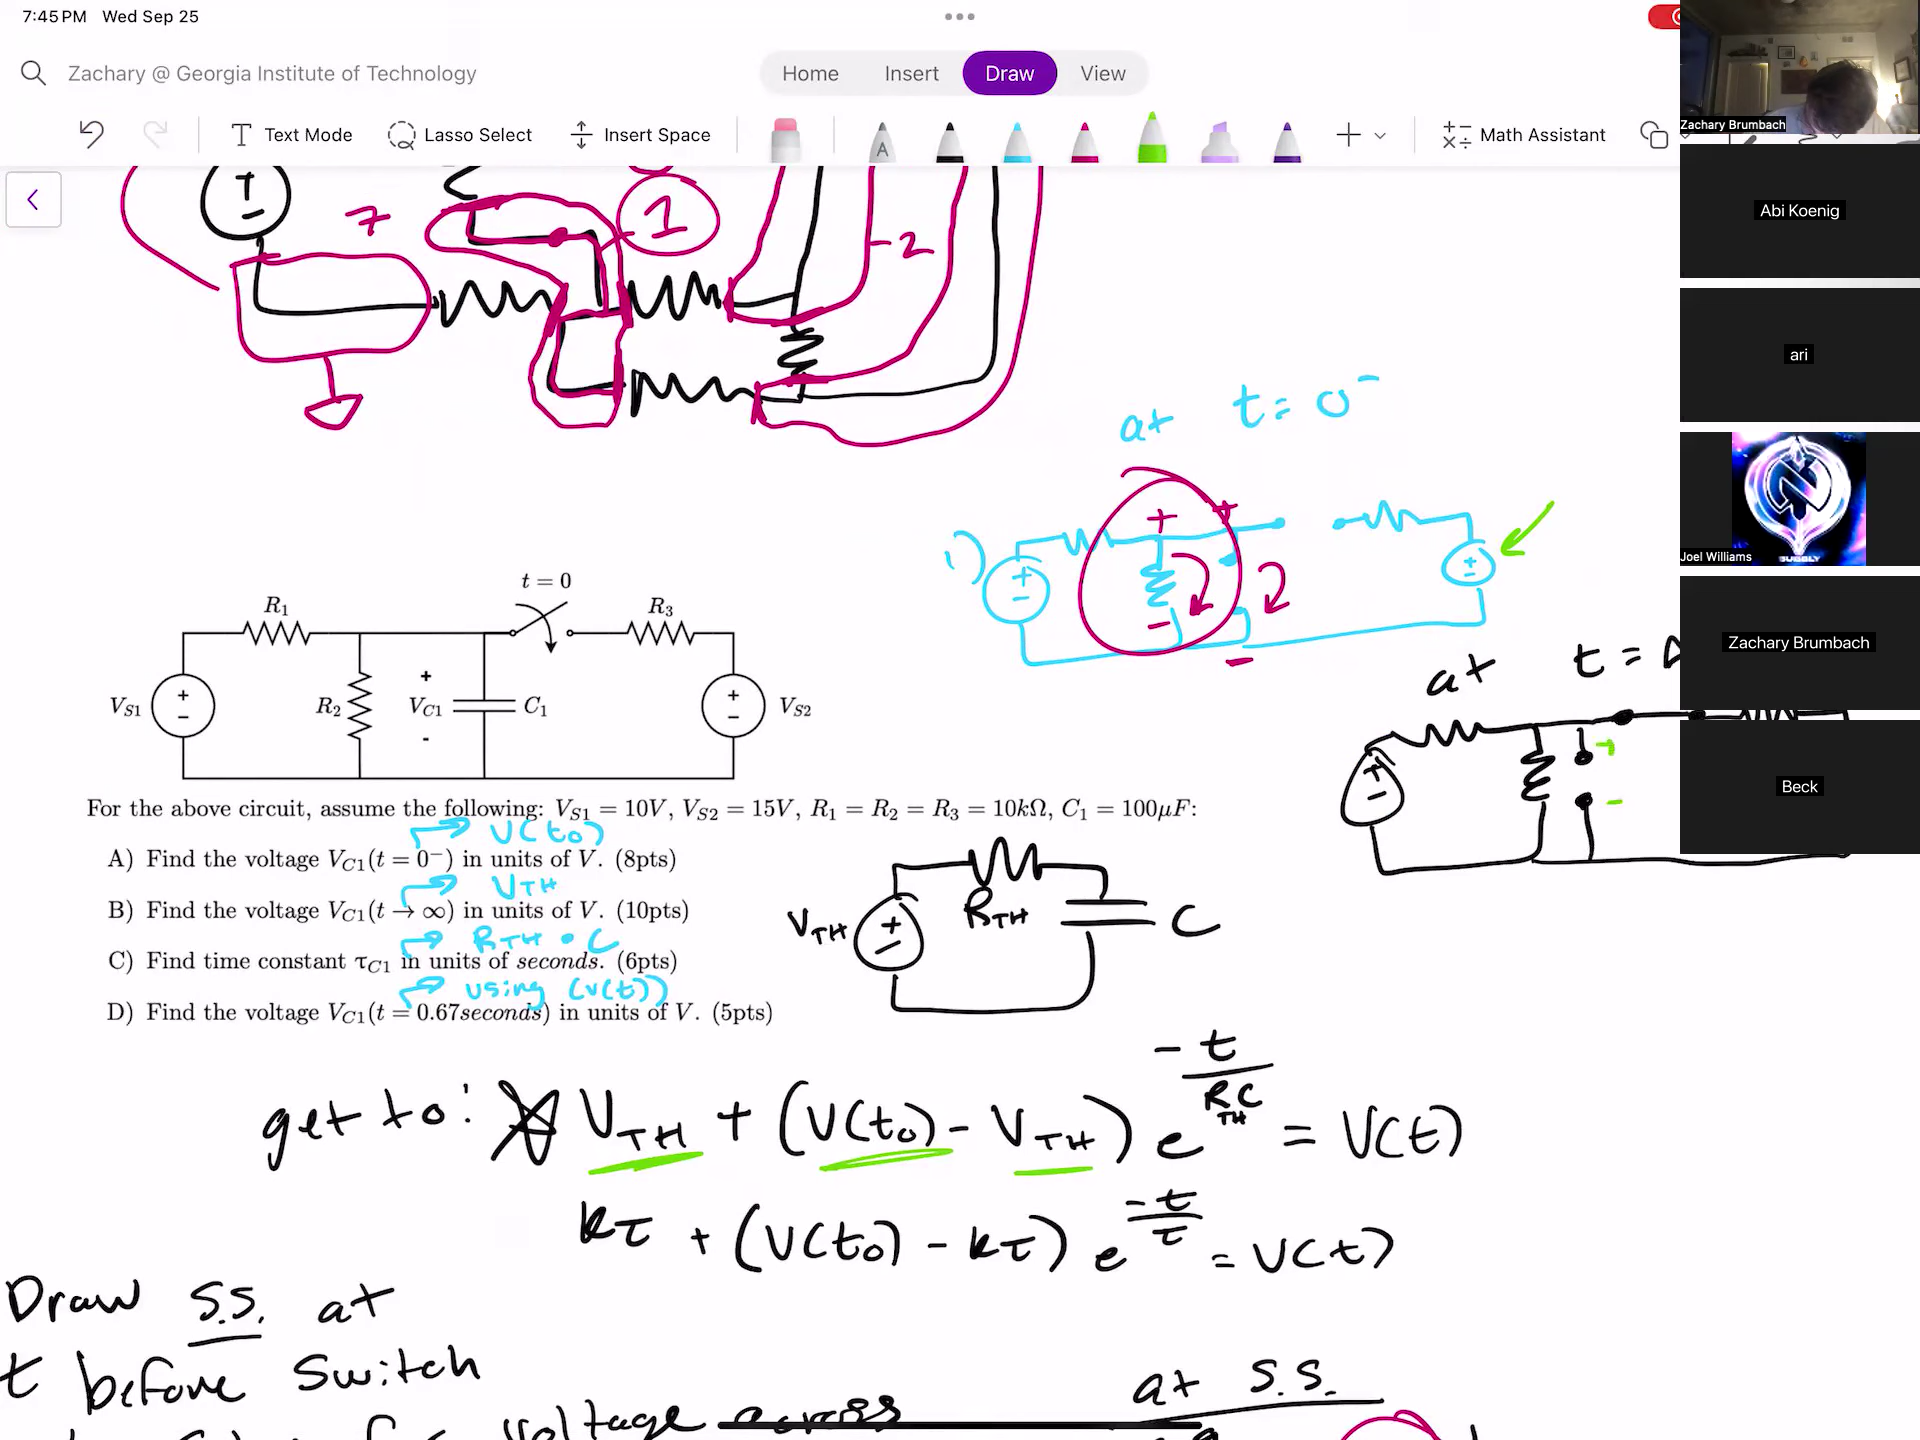 7:45 PM Wed Sep 25
Zachary @ Georgia Institute of Technology
Home Insert Draw View
Text Mode Lasso Select Insert Space A Math Assistant
Zachary Brumbach
Abi Koenig
ari
Joel Williams
Zachary Brumbach
Beck
+
-
7
1
-2
at t = 0⁻
1)
+ +
+ - - +
-
-
at t =
+ -
+
-
t = 0
R1 R3
+
VS1 + - R2 VC1 C1 + - VS2
-
For the above circuit, assume the following: VS1 = 10V, VS2 = 15V, R1 = R2 = R3 = 10kΩ, C1 = 100μF:
V(t0)
A) Find the voltage VC1(t = 0⁻) in units of V. (8pts)
VTH
B) Find the voltage VC1(t → ∞) in units of V. (10pts)
RTH • C
C) Find time constant τC1 in units of seconds. (6pts)
using (v(t))
D) Find the voltage VC1(t = 0.67seconds) in units of V. (5pts)
VTH + - RTH C
get to: VTH + (V(t0) - VTH) e^(-t/(RTH C)) = V(t)
kτ + (V(t0) - kτ) e^(-t/τ) = V(t)
Draw S.S. at
t before switch
voltage across
at S.S.